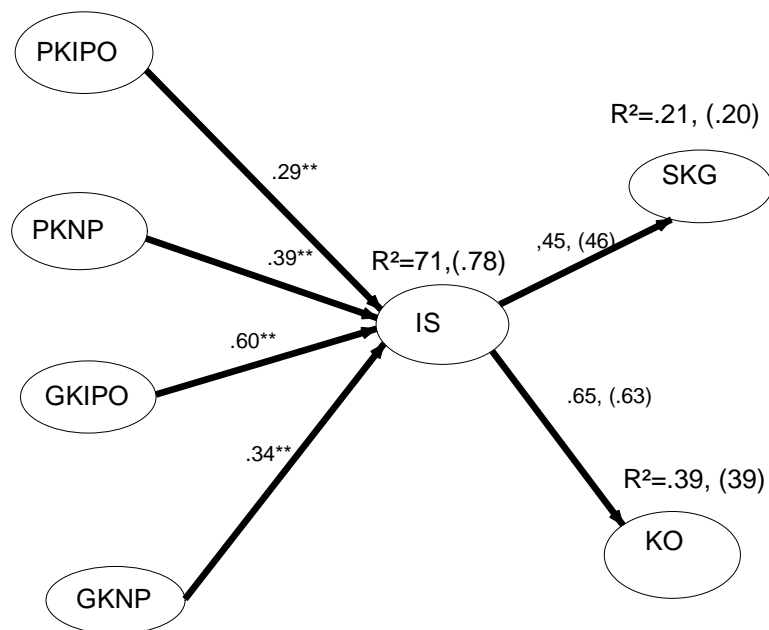 PKIPO
R²=.21, (.20)
.29**
SKG
PKNP
.39**
R²=71,(.78)
,45, (46)
IS
.60**
GKIPO
.65, (.63)
.34**
R²=.39, (39)
KO
GKNP